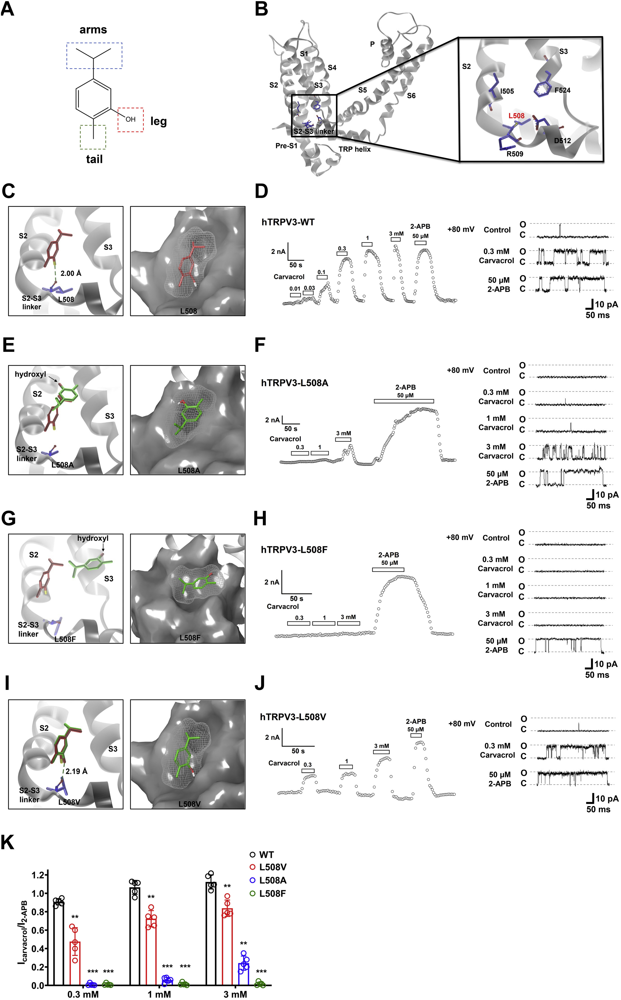 A
arms
OH
leg
tail
B
S1
S2
S3
S4
P
S5
S6
S2-S3 linker
Pre-S1
TRP helix
S2
S3
I505
F524
L508
D512
R509
C
S2
S3
2.00 Å
S2-S3
linker
L508
L508
D
hTRPV3-WT
2 nA
50 s
Carvacrol
0.01
0.03
0.1
0.3
1
3 mM
2-APB
50 µM
+80 mV
Control
O
C
0.3 mM
Carvacrol
O
C
50 µM
2-APB
O
C
10 pA
50 ms
E
hydroxyl
S2
S3
S2-S3
linker
L508A
L508A
F
hTRPV3-L508A
2 nA
50 s
Carvacrol
0.3
1
3 mM
2-APB
50 µM
+80 mV
Control
O
C
0.3 mM
Carvacrol
O
C
1 mM
Carvacrol
O
C
3 mM
Carvacrol
O
C
50 µM
2-APB
O
C
10 pA
50 ms
G
hydroxyl
S2
S3
S2-S3
linker
L508F
L508F
H
hTRPV3-L508F
2 nA
50 s
Carvacrol
0.3
1
3 mM
2-APB
50 µM
+80 mV
Control
O
C
0.3 mM
Carvacrol
O
C
1 mM
Carvacrol
O
C
3 mM
Carvacrol
O
C
50 µM
2-APB
O
C
10 pA
50 ms
I
S2
S3
2.19 Å
S2-S3
linker
L508V
L508V
J
hTRPV3-L508V
2 nA
50 s
Carvacrol
0.3
1
3 mM
2-APB
50 µM
+80 mV
Control
O
C
0.3 mM
Carvacrol
O
C
50 µM
2-APB
O
C
10 pA
50 ms
K
WT
L508V
L508A
L508F
Icarvacrol/I2-APB
1.2
1.0
0.8
0.6
0.4
0.2
0.0
**
***
***
**
***
***
**
**
***
0.3 mM
1 mM
3 mM